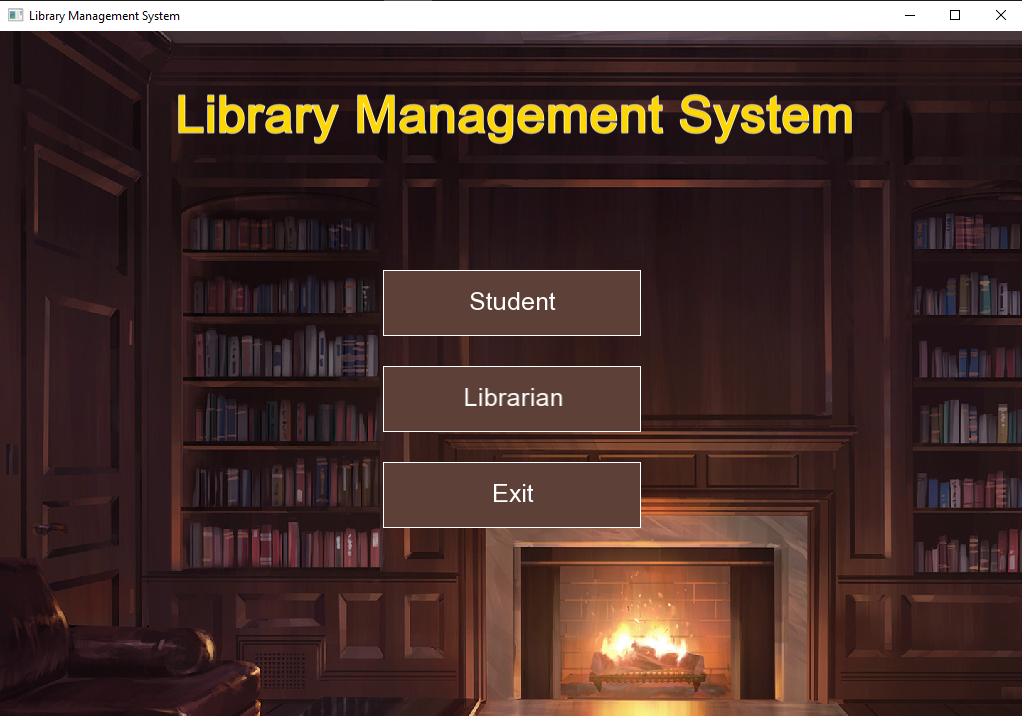 Library Management System
Library Management System
Student
Librarian
Exit